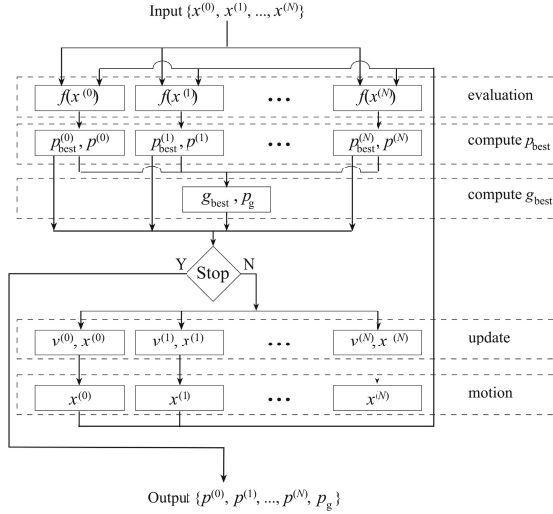 Input {x^(0), x^(1), ..., x^(N)}
f(x^(0)) f(x^(1)) ••• f(x^(N)) evaluation
p_best^(0), p^(0) p_best^(1), p^(1) ••• p_best^(N), p^(N) compute p_best
g_best, p_g compute g_best
Y Stop N
v^(0), x^(0) v^(1), x^(1) ••• v^(N), x^(N) update
x^(0) x^(1) ••• x^(N) motion
Output {p^(0), p^(1), ..., p^(N), p_g}